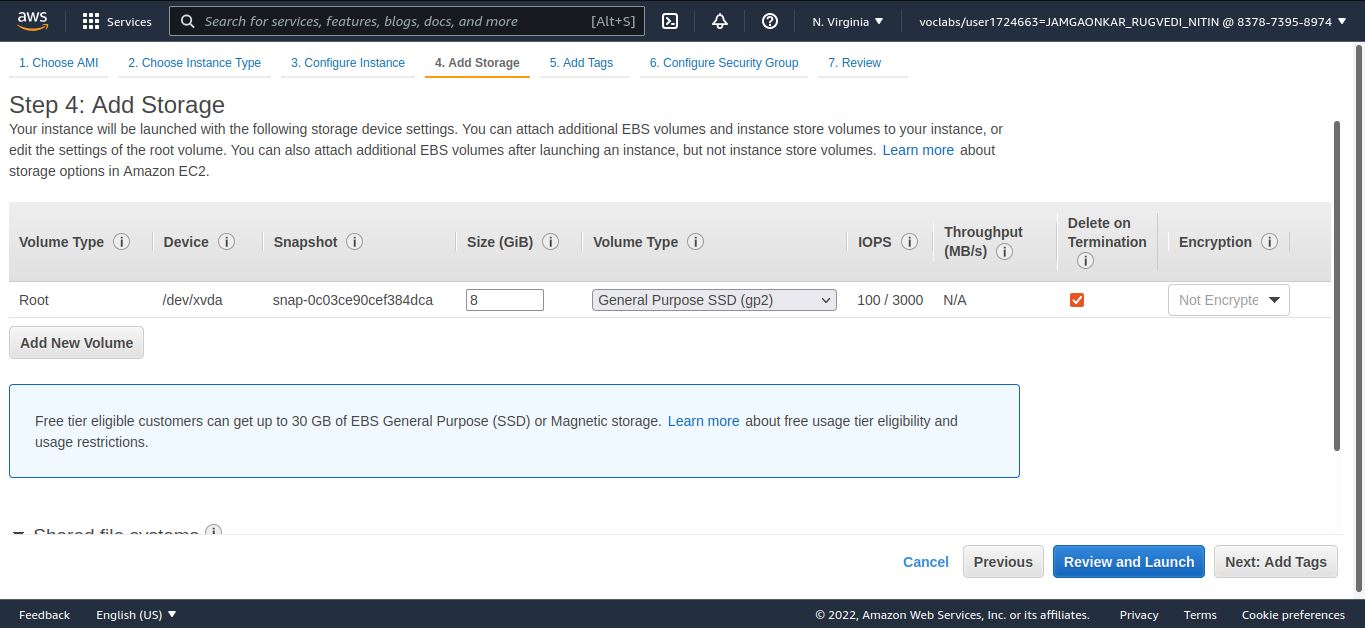 aws Services Search for services, features, blogs, docs, and more [Alt+S] N. Virginia voclabs/user1724663=JAMGAONKAR_RUGVEDI_NITIN @ 8378-7395-8974
1. Choose AMI 2. Choose Instance Type 3. Configure Instance 4. Add Storage 5. Add Tags 6. Configure Security Group 7. Review
Step 4: Add Storage
Your instance will be launched with the following storage device settings. You can attach additional EBS volumes and instance store volumes to your instance, or
edit the settings of the root volume. You can also attach additional EBS volumes after launching an instance, but not instance store volumes. Learn more about
storage options in Amazon EC2.
Volume Type i Device i Snapshot i Size (GiB) i Volume Type i IOPS i Throughput (MB/s) i Delete on Termination i Encryption i
Root /dev/xvda snap-0c03ce90cef384dca 8 General Purpose SSD (gp2) 100 / 3000 N/A Not Encrypte
Add New Volume
Free tier eligible customers can get up to 30 GB of EBS General Purpose (SSD) or Magnetic storage. Learn more about free usage tier eligibility and
usage restrictions.
Shared file systems i
Cancel Previous Review and Launch Next: Add Tags
Feedback English (US) © 2022, Amazon Web Services, Inc. or its affiliates. Privacy Terms Cookie preferences